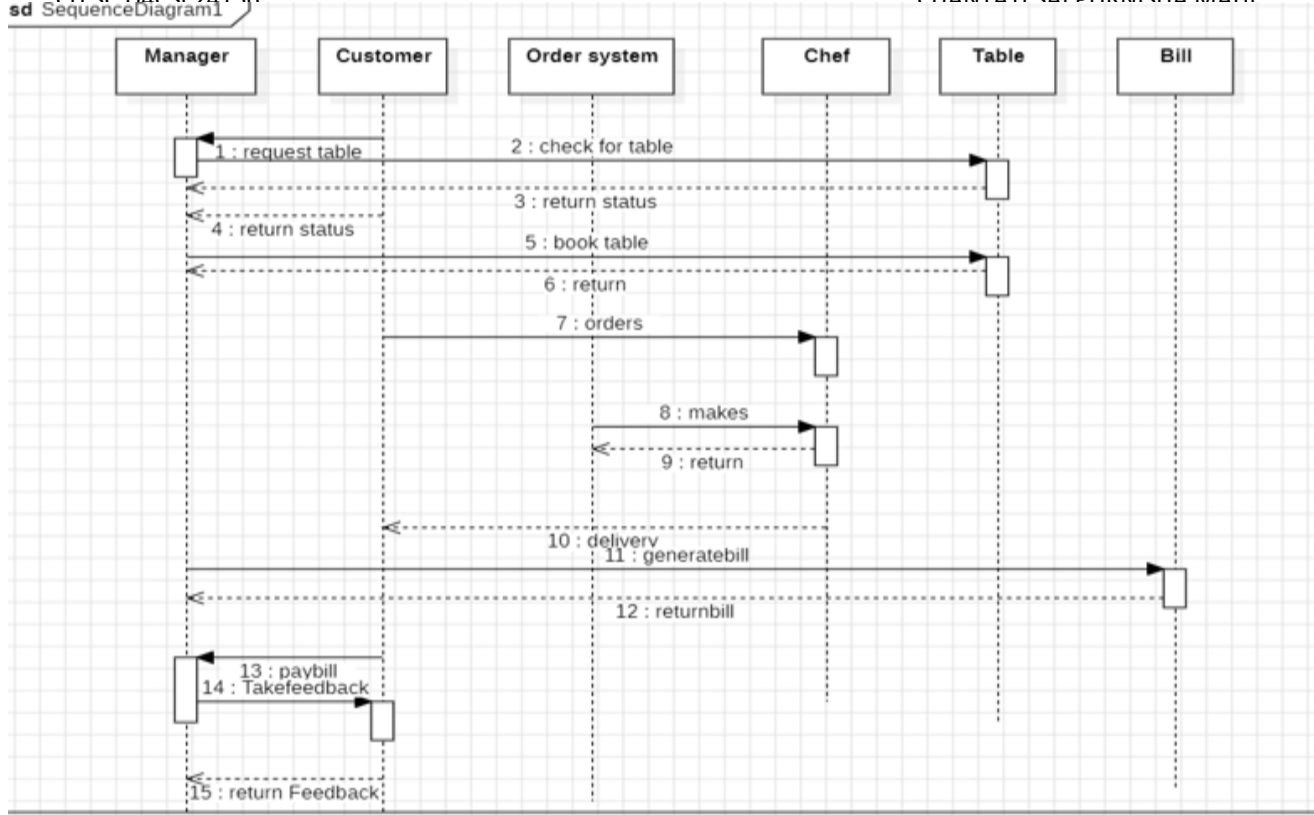 sd SequenceDiagram1
Manager
Customer
Order system
Chef
Table
Bill
1 : request table
2 : check for table
3 : return status
4 : return status
5 : book table
6 : return
7 : orders
8 : makes
9 : return
10 : delivery
11 : generatebill
12 : returnbill
13 : paybill
14 : Takefeedback
15 : return Feedback